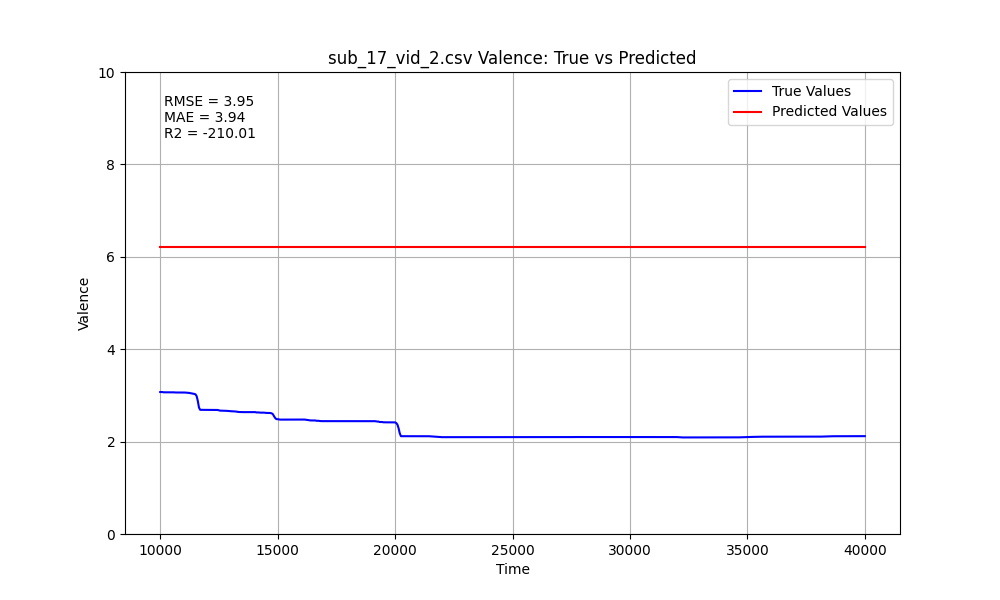 sub_17_vid_2.csv Valence: True vs Predicted
RMSE = 3.95
MAE = 3.94
R2 = -210.01
True Values
Predicted Values
10
8
6
4
2
0
Valence
10000 15000 20000 25000 30000 35000 40000
Time